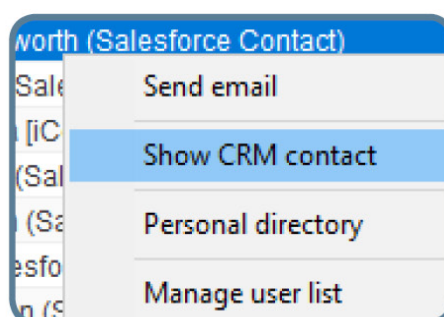 worth (Salesforce Contact)
Send email
Show CRM contact
Personal directory
Manage user list